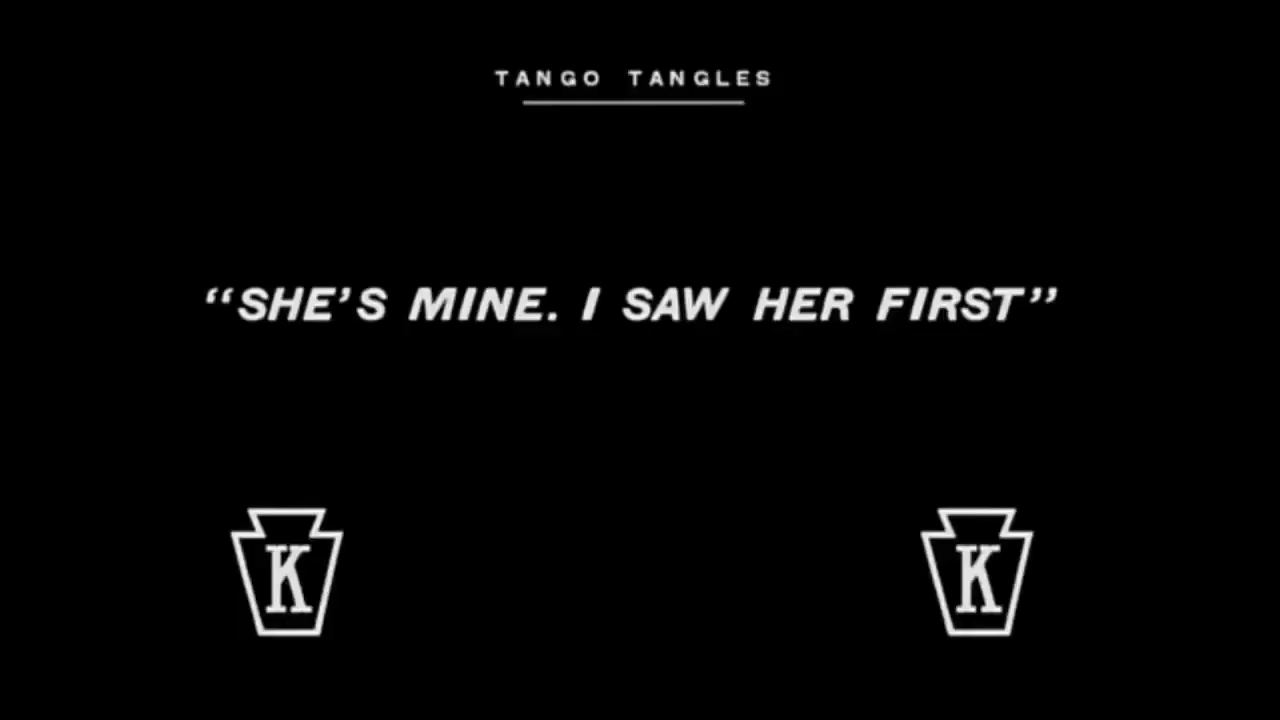 TANGO TANGLES
“SHE’S MINE. I SAW HER FIRST”
K K